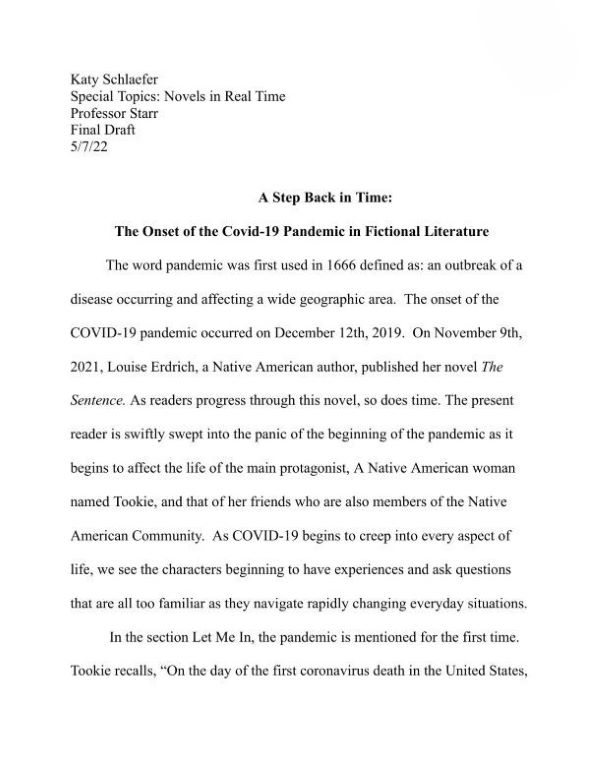 Katy Schlaefer
Special Topics: Novels in Real Time
Professor Starr
Final Draft
5/7/22
A Step Back in Time:
The Onset of the Covid-19 Pandemic in Fictional Literature
The word pandemic was first used in 1666 defined as: an outbreak of a
disease occurring and affecting a wide geographic area.  The onset of the
COVID-19 pandemic occurred on December 12th, 2019.  On November 9th,
2021, Louise Erdrich, a Native American author, published her novel The
Sentence. As readers progress through this novel, so does time. The present
reader is swiftly swept into the panic of the beginning of the pandemic as it
begins to affect the life of the main protagonist, A Native American woman
named Tookie, and that of her friends who are also members of the Native
American Community.  As COVID-19 begins to creep into every aspect of
life, we see the characters beginning to have experiences and ask questions
that are all too familiar as they navigate rapidly changing everyday situations.
In the section Let Me In, the pandemic is mentioned for the first time.
Tookie recalls, “On the day of the first coronavirus death in the United States,